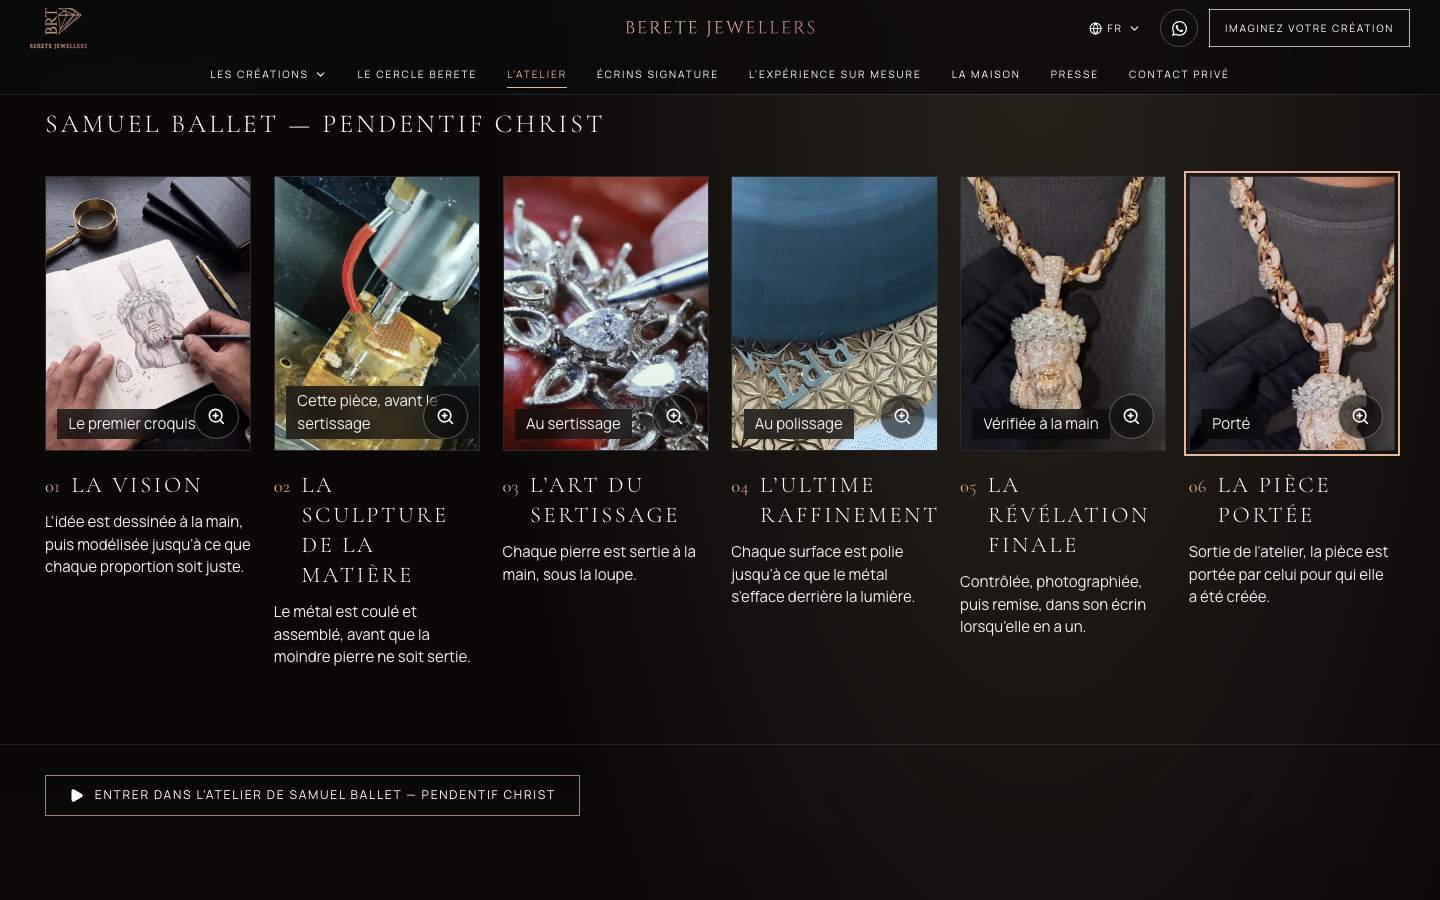 BRT
BERETE JEWELLERS
BERETE JEWELLERS
FR
IMAGINEZ VOTRE CRÉATION
LES CRÉATIONS
LE CERCLE BERETE
L'ATELIER
ÉCRINS SIGNATURE
L'EXPÉRIENCE SUR MESURE
LA MAISON
PRESSE
CONTACT PRIVÉ
SAMUEL BALLET — PENDENTIF CHRIST
Le premier croquis
Cette pièce, avant le
sertissage
Au sertissage
Au polissage
Vérifiée à la main
Porté
01 LA VISION
L'idée est dessinée à la main,
puis modélisée jusqu'à ce que
chaque proportion soit juste.
02 LA
SCULPTURE
DE LA
MATIÈRE
Le métal est coulé et
assemblé, avant que la
moindre pierre ne soit sertie.
03 L'ART DU
SERTISSAGE
Chaque pierre est sertie à la
main, sous la loupe.
04 L'ULTIME
RAFFINEMENT
Chaque surface est polie
jusqu'à ce que le métal
s'efface derrière la lumière.
05 LA
RÉVÉLATION
FINALE
Contrôlée, photographiée,
puis remise, dans son écrin
lorsqu'elle en a un.
06 LA PIÈCE
PORTÉE
Sortie de l'atelier, la pièce est
portée par celui pour qui elle
a été créée.
ENTRER DANS L'ATELIER DE SAMUEL BALLET — PENDENTIF CHRIST